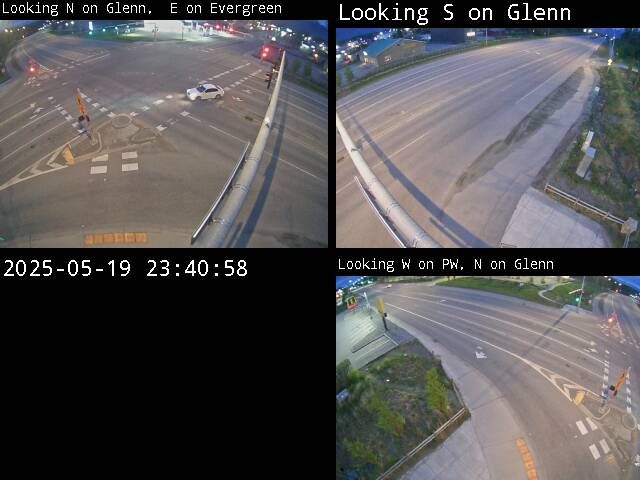 Looking N on Glenn, E on Evergreen
Looking S on Glenn
2025-05-19 23:40:58
Looking W on PW, N on Glenn